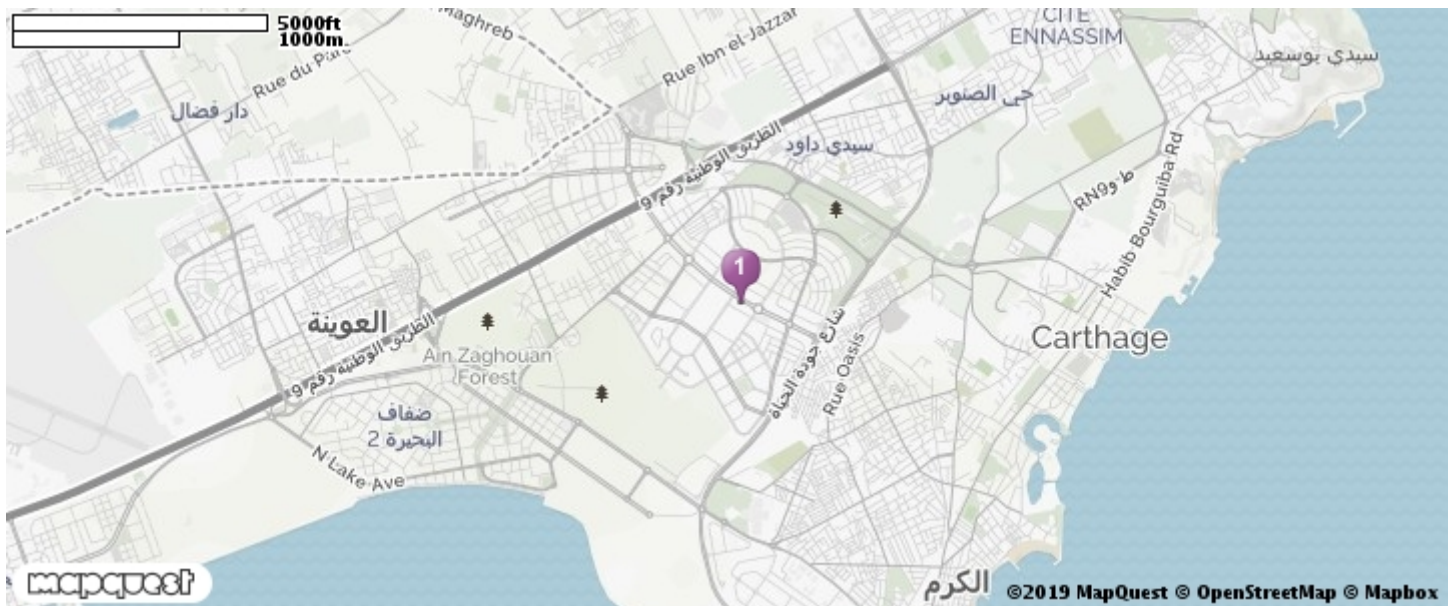 5000ft
1000m
Maghreb
CITE
ENNASSIM
Rue Ibn el Jazzar
سيدي بوسعيد
Rue du Parc
دار فضال
حي الصنوبر
الطريق الوطنية رقم 9
سيدي داود
RN9 ط و
Habib Bourguiba Rd
1
العوينة
الطريق الوطنية رقم 9
Ain Zaghouan
Forest
شارع جودة الحياة
Rue Oasis
Carthage
ضفاف
البحيرة 2
N Lake Ave
mapquest
الكرم
©2019 MapQuest © OpenStreetMap © Mapbox